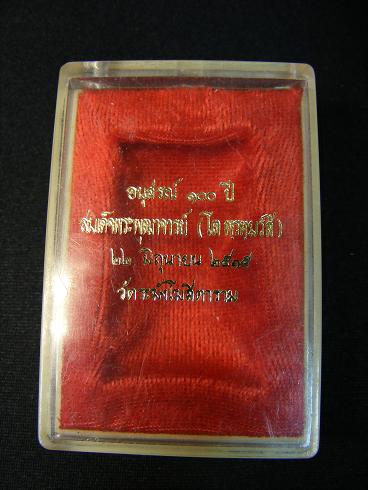 อนุสรณ์ ๑๐๐ ปี
สมเด็จพระพุฒาจารย์ (โต พรหมรังสี)
๒๒ มิถุนายน ๒๕๑๕
วัดระฆังโฆสิตาราม